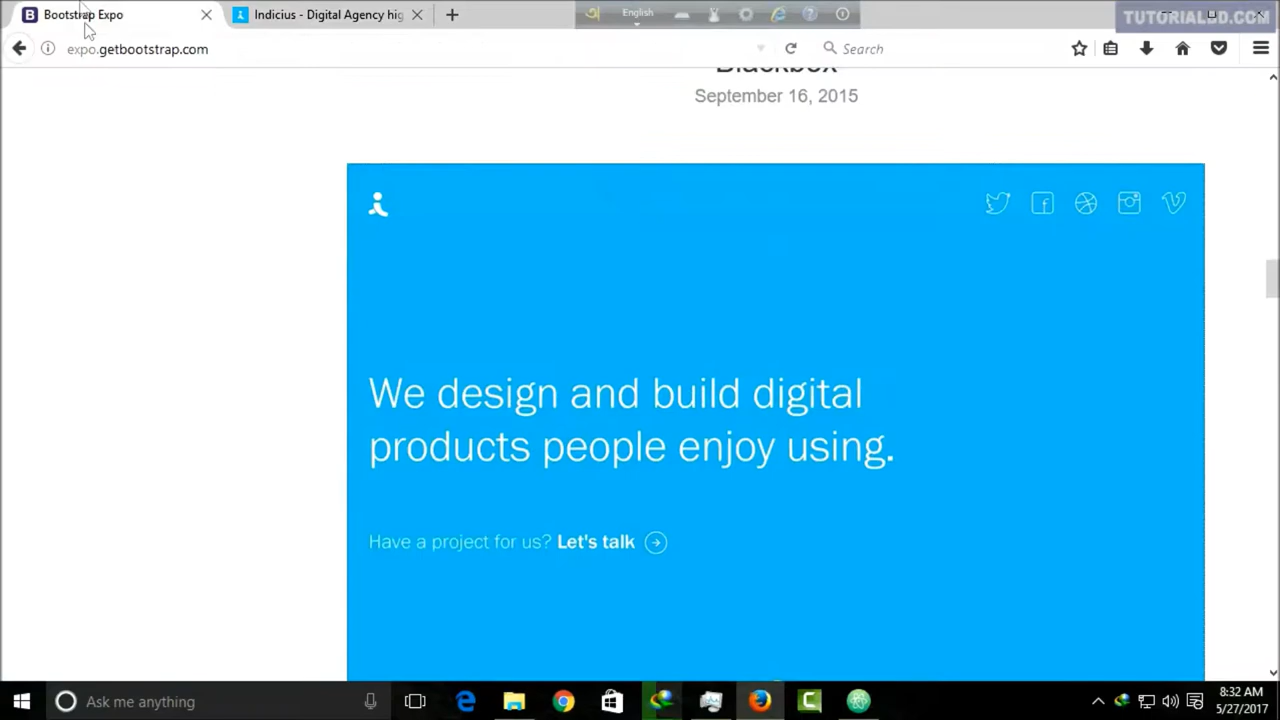 Bootstrap Expo
Indicius - Digital Agency hig
English
TUTORIALBD.COM
expo.getbootstrap.com
Search
Blackbox
September 16, 2015
We design and build digital
products people enjoy using.
Have a project for us? Let's talk
Ask me anything
8:32 AM
5/27/2017